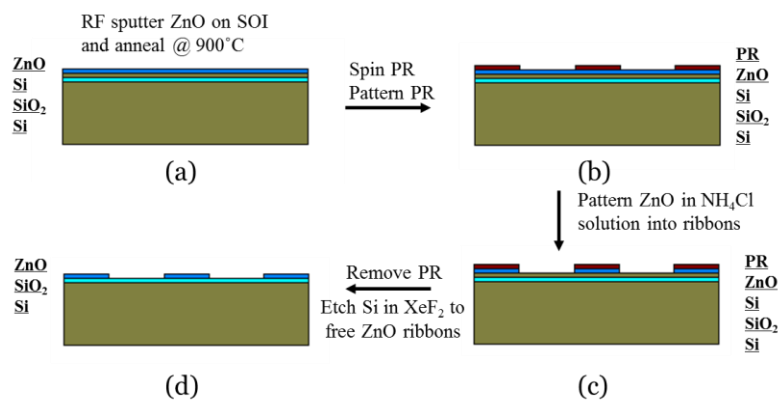 RF sputter ZnO on SOI
and anneal @ 900˚C
ZnO
Si
SiO₂
Si
(a)
Spin PR
Pattern PR
PR
ZnO
Si
SiO₂
Si
(b)
Pattern ZnO in NH₄Cl
solution into ribbons
PR
ZnO
Si
SiO₂
Si
(c)
Remove PR
Etch Si in XeF₂ to
free ZnO ribbons
ZnO
SiO₂
Si
(d)